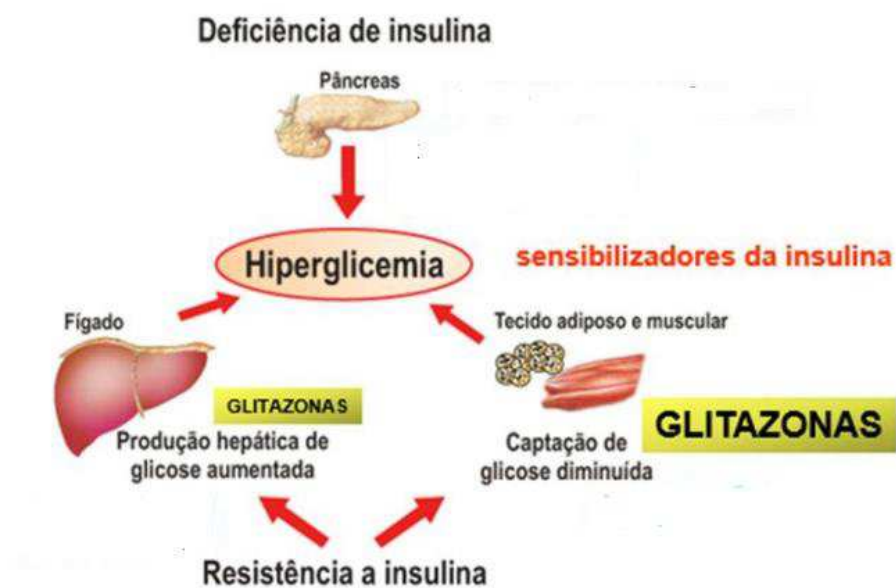 Deficiência de insulina
Pâncreas
Hiperglicemia
sensibilizadores da insulina
Fígado
Tecido adiposo e muscular
GLITAZONAS
GLITAZONAS
Produção hepática de
glicose aumentada
Captação de
glicose diminuída
Resistência a insulina